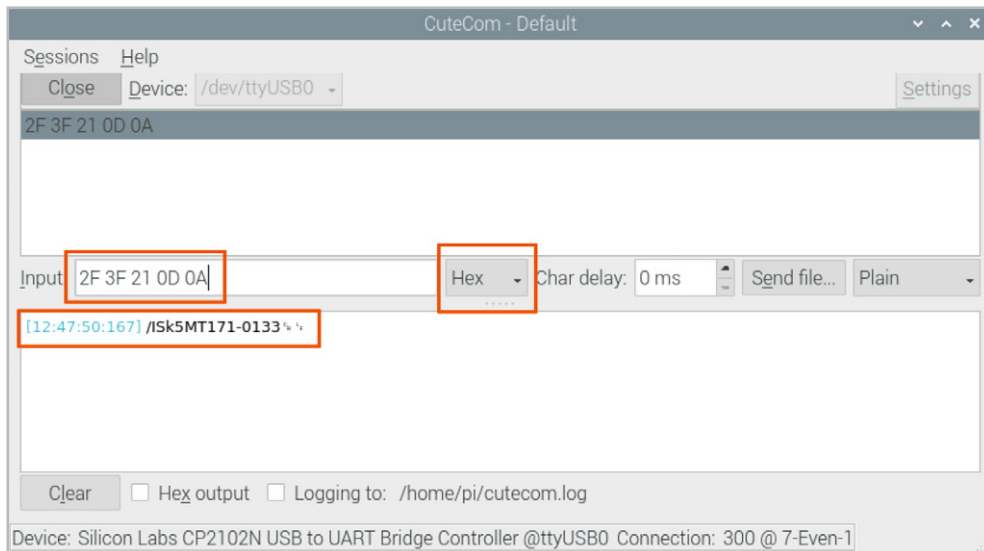 CuteCom - Default
Sessions Help
Close Device: /dev/ttyUSB0 Settings
2F 3F 21 0D 0A
Input 2F 3F 21 0D 0A Hex Char delay: 0 ms Send file... Plain
[12:47:50:167] /ISk5MT171-0133
Clear Hex output Logging to: /home/pi/cutecom.log
Device: Silicon Labs CP2102N USB to UART Bridge Controller @ttyUSB0 Connection: 300 @ 7-Even-1